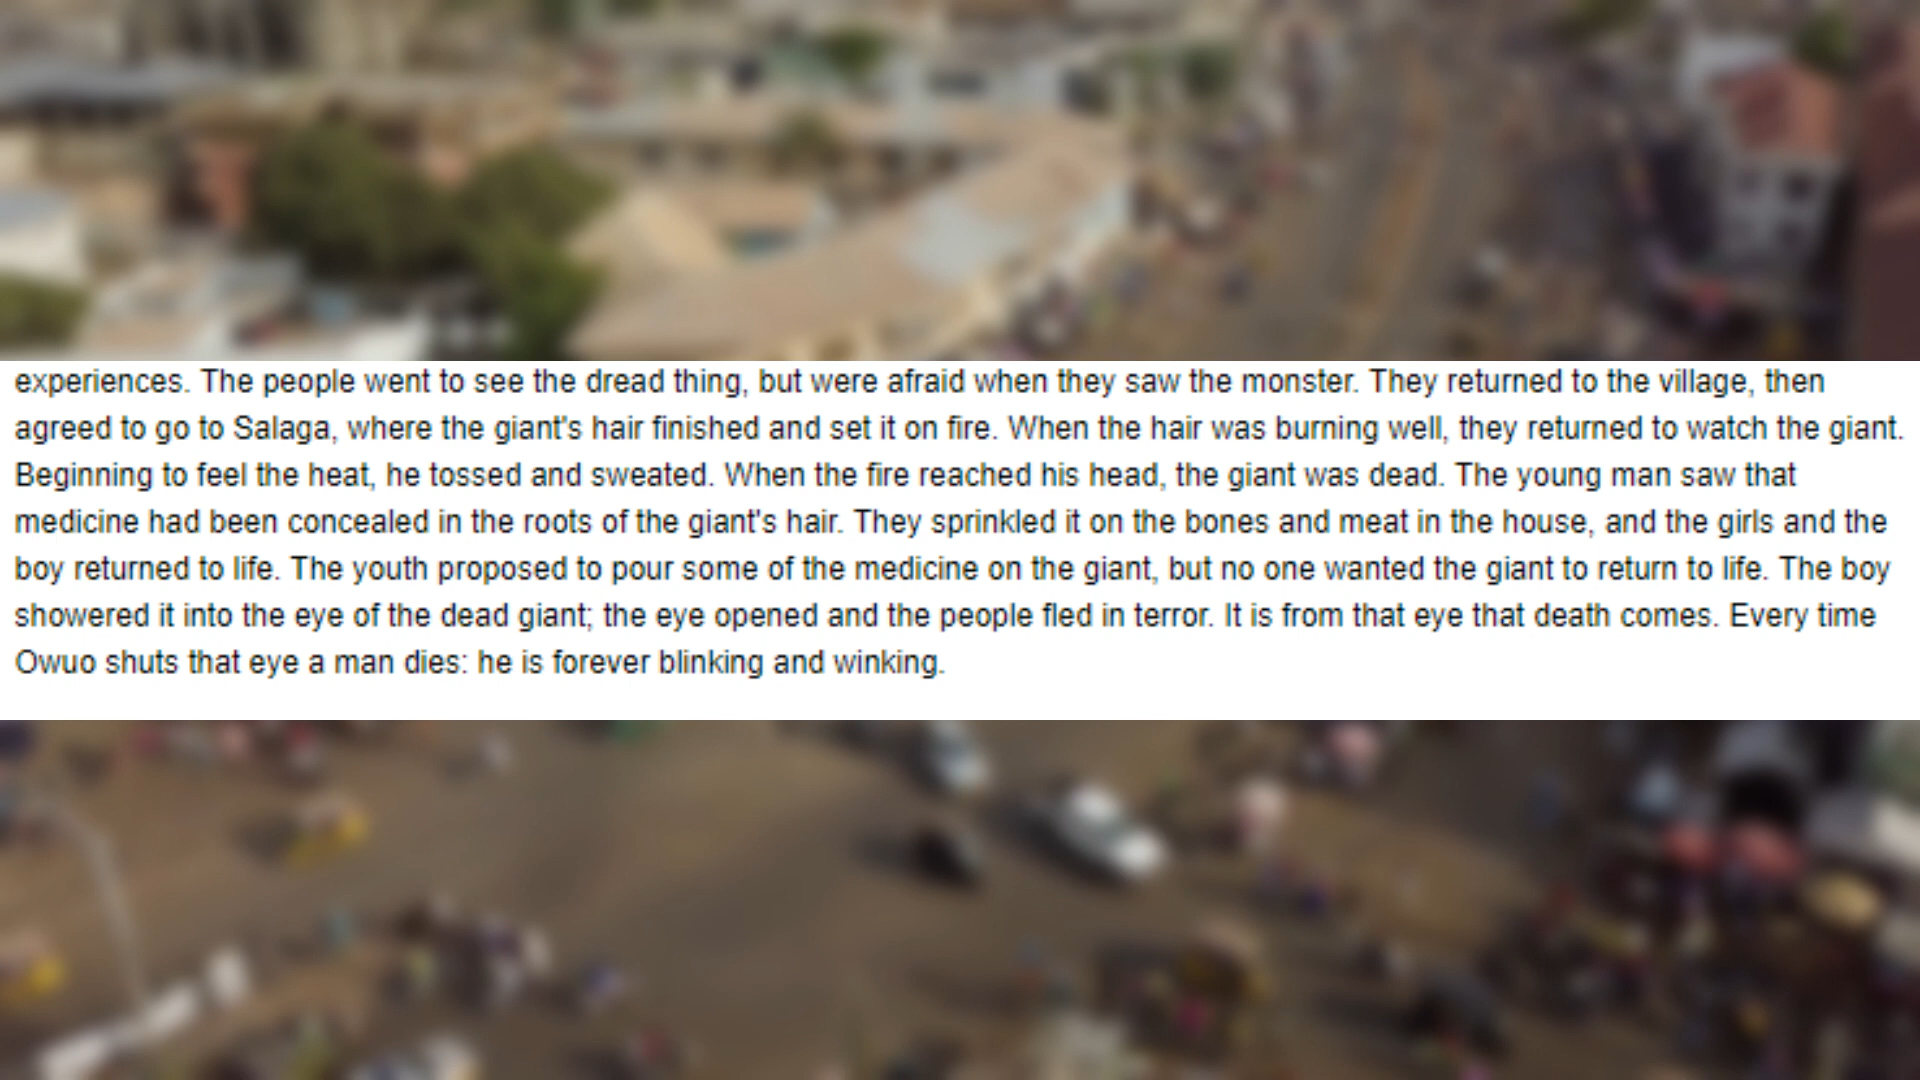 experiences. The people went to see the dread thing, but were afraid when they saw the monster. They returned to the village, then
agreed to go to Salaga, where the giant's hair finished and set it on fire. When the hair was burning well, they returned to watch the giant.
Beginning to feel the heat, he tossed and sweated. When the fire reached his head, the giant was dead. The young man saw that
medicine had been concealed in the roots of the giant's hair. They sprinkled it on the bones and meat in the house, and the girls and the
boy returned to life. The youth proposed to pour some of the medicine on the giant, but no one wanted the giant to return to life. The boy
showered it into the eye of the dead giant; the eye opened and the people fled in terror. It is from that eye that death comes. Every time
Owuo shuts that eye a man dies: he is forever blinking and winking.